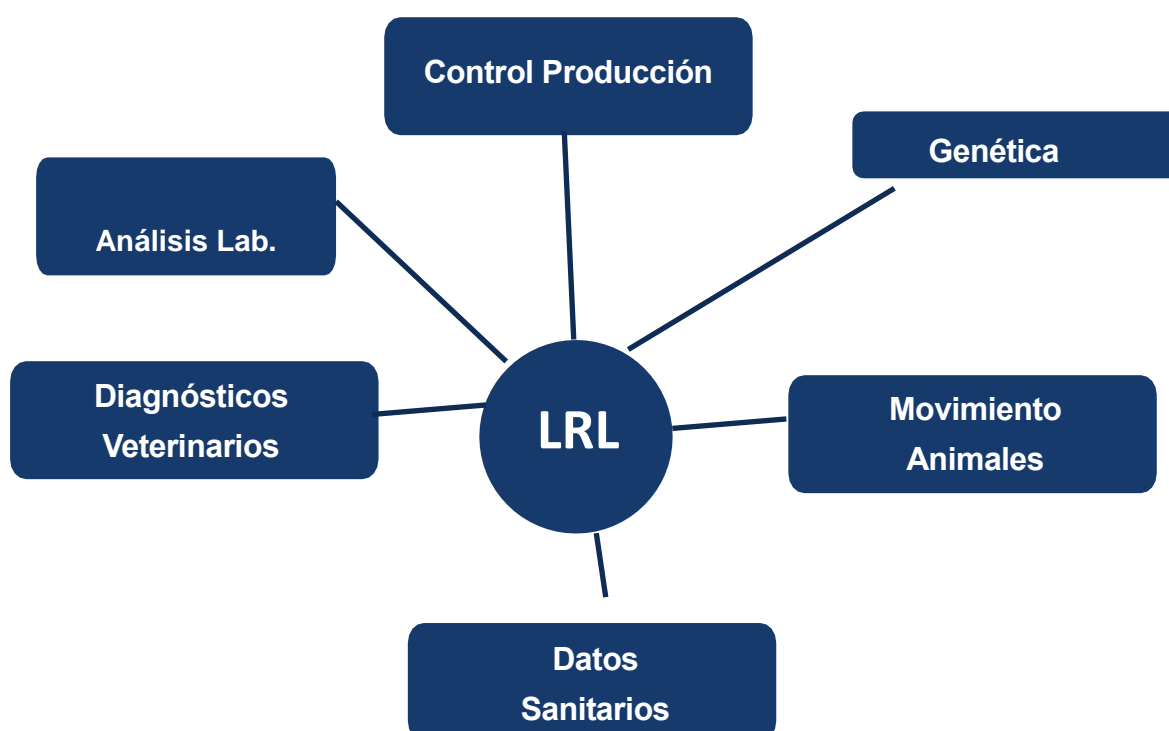 Control Producción
Genética
Análisis Lab.
Diagnósticos
Veterinarios
LRL
Movimiento
Animales
Datos
Sanitarios